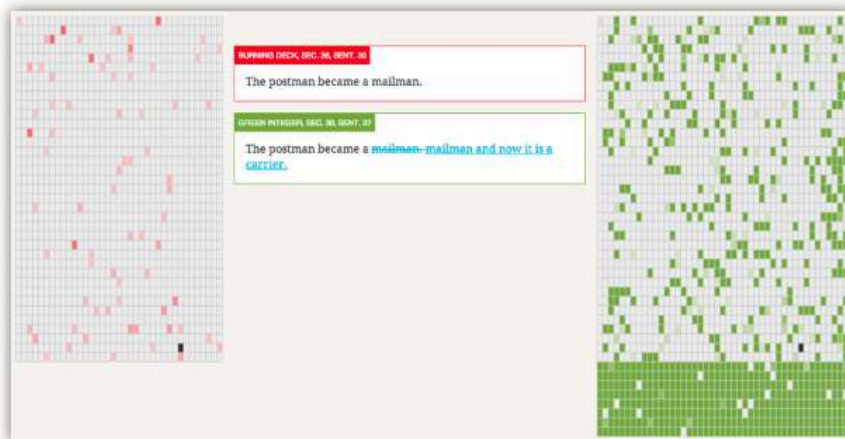 BURNING DECK, SEC. 36, SENT. 30
The postman became a mailman.
GREEN INTEGER, SEC. 36, SENT. 37
The postman became a mailman. mailman and now it is a
carrier.